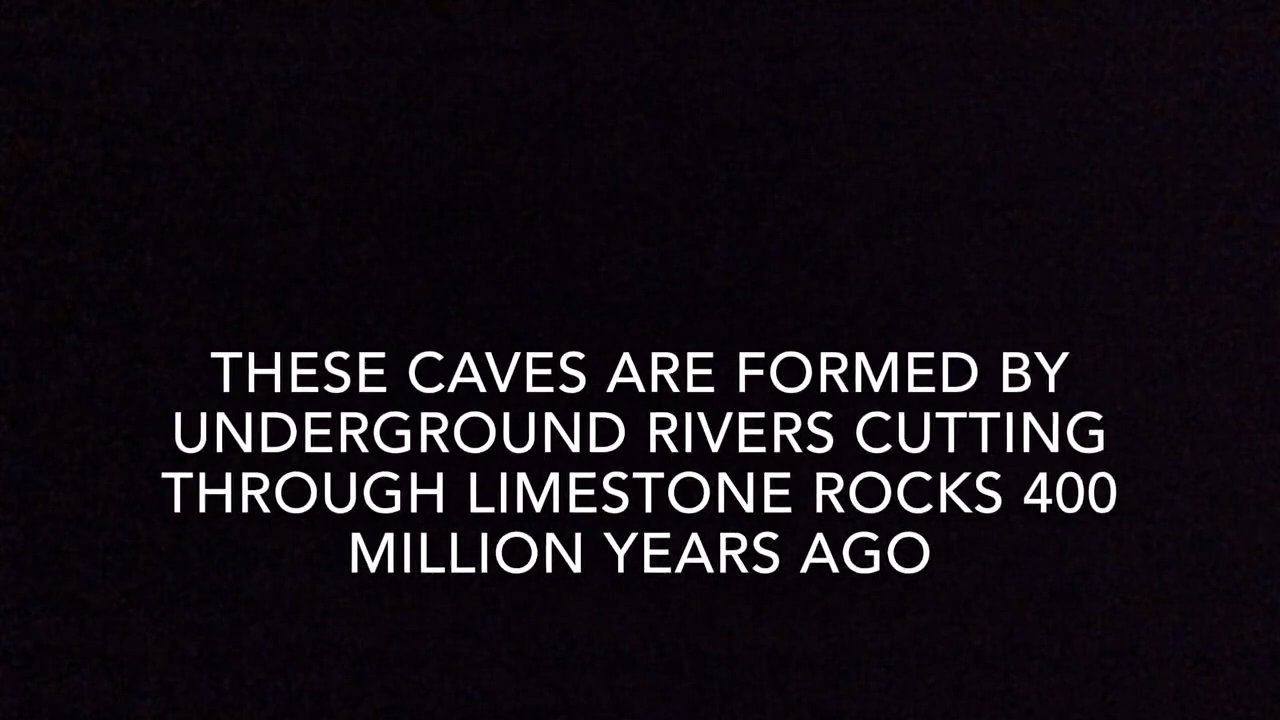 THESE CAVES ARE FORMED BY
UNDERGROUND RIVERS CUTTING
THROUGH LIMESTONE ROCKS 400
MILLION YEARS AGO